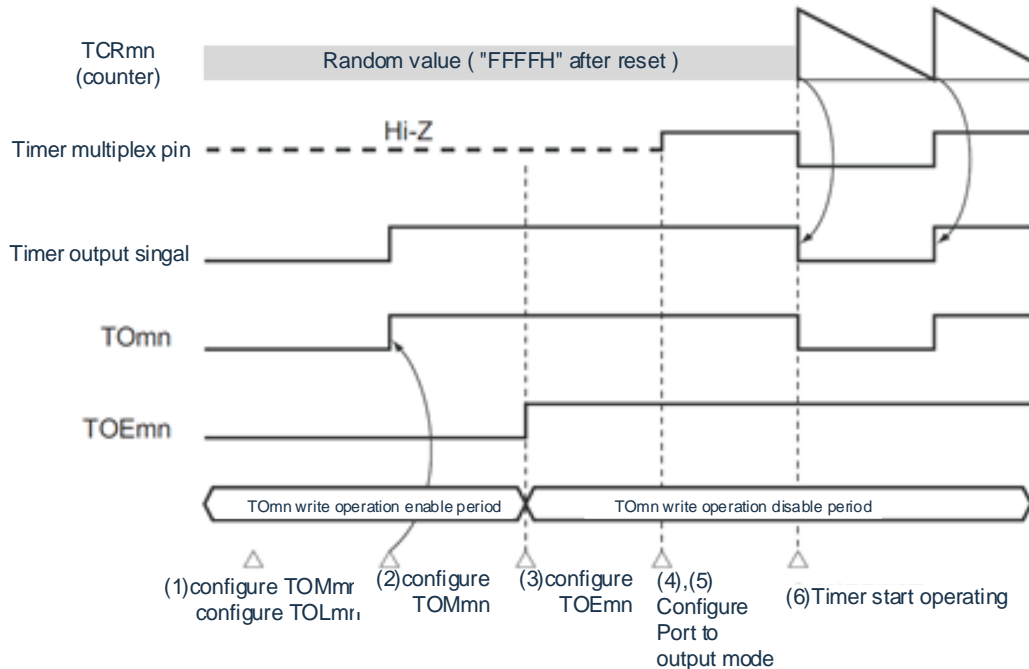 TCRmn
(counter)
Random value ( "FFFFH" after reset )
Timer multiplex pin
Hi-Z
Timer output singal
TOmn
TOEmn
TOmn write operation enable period
TOmn write operation disable period
(1)configure TOMmn
configure TOLmn
(2)configure
TOMmn
(3)configure
TOEmn
(4),(5)
Configure
Port to
output mode
(6)Timer start operating